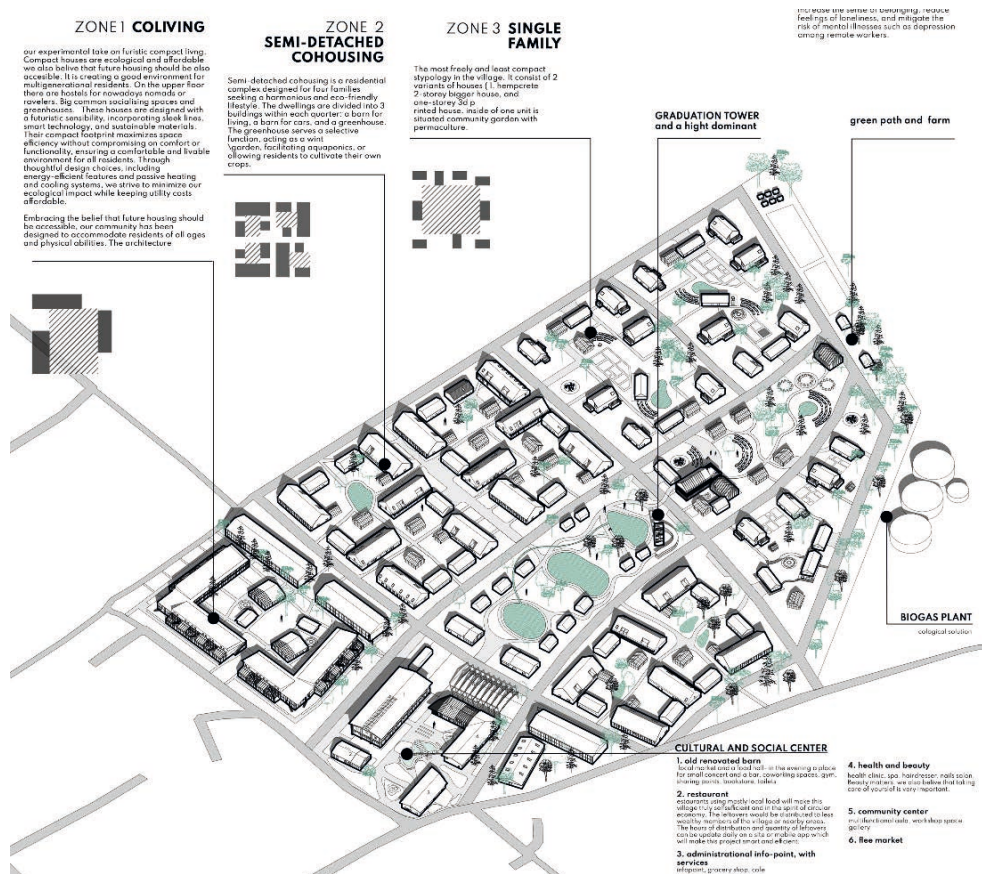 ZONE 1 COLIVING
our experimental take on furistic compact livng.
Compact houses are ecological and affordable
we also belive that future housing should be also
accesible. It is creating a good environment for
multigenerational residents. On the upper floor
there are hostels for nowadays nomads or
ravelers. Big common socialising spaces and
greenhouses. These houses are designed with
a futuristic sensibility, incorporating sleek lines,
smart technology, and sustainable materials.
Their compact footprint maximizes space
efficiency without compromising on comfort or
functionality, ensuring a comfortable and livable
environment for all residents. Through
thoughtful design choices, including
energy-efficient features and passive heating
and cooling systems, we strive to minimize our
ecological impact while keeping utility costs
affordable.
Embracing the belief that future housing should
be accessible, our community has been
designed to accommodate residents of all ages
and physical abilities. The architecture
ZONE 2
SEMI-DETACHED
COHOUSING
Semi-detached cohousing is a residential
complex designed for four families
seeking a harmonious and eco-friendly
lifestyle. The dwellings are divided into 3
buildings within each quarter: a barn for
living, a barn for cars, and a greenhouse.
The greenhouse serves a selective
function, acting as a wint
\garden, facilitating aquaponics, or
allowing residents to cultivate their own
crops.
ZONE 3 SINGLE
FAMILY
The most freely and least compact
stypology in the village. It consist of 2
variants of houses ( 1. hempcrete
2-storey bigger house, and
one-storey 3d p
rinted house. inside of one unit is
situated community garden with
permaculture.
increase the sense of belonging, reduce
feelings of loneliness, and mitigate the
risk of mental illnesses such as depression
among remote workers.
GRADUATION TOWER
and a hight dominant
green path and farm
BIOGAS PLANT
cological solution
CULTURAL AND SOCIAL CENTER
1. old renovated barn
local market and a food hall- in the evening a place
for small concert and a bar, coworking spaces, gym,
sharing points, bookstore, toilets
2. restaurant
estaurants using mostly local food will make this
village truly selfsufficient and in the spirit of circular
economy. The leftovers would be distributed to less
wealthy members of the village or nearby areas.
The hours of distribution and quantity of leftovers
can be update daily on a site or mobile app which
will make this project smart and efficient.
3. administrational info-point, with
services
infopoint, grocery shop, cafe
4. health and beauty
health clinic, spa, hairdresser, nails salon.
Beauty matters. we also belive that taking
care of yourslef is very important.
5. community center
multifunctional aula, workshop space
gallery
6. flee market